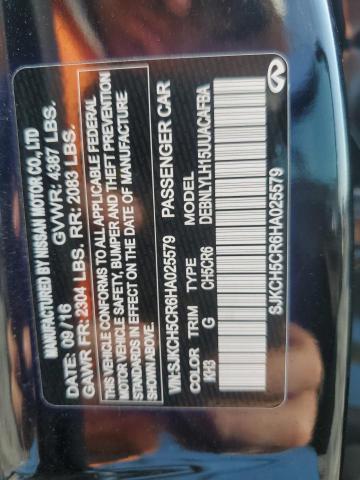 MANUFACTURED BY NISSAN MOTOR CO., LTD
DATE: 09/16 GVWR: 4387 LBS.
GAWR FR: 2304 LBS. RR: 2083 LBS.
THIS VEHICLE CONFORMS TO ALL APPLICABLE FEDERAL
MOTOR VEHICLE SAFETY, BUMPER AND THEFT PREVENTION
STANDARDS IN EFFECT ON THE DATE OF MANUFACTURE
SHOWN ABOVE.
VIN:SJKCH5CR6HA025579 PASSENGER CAR
COLOR TRIM TYPE MODEL
KH3 G CH5CR6 DEBNLYLH15UUACAFBA
SJKCH5CR6HA025579